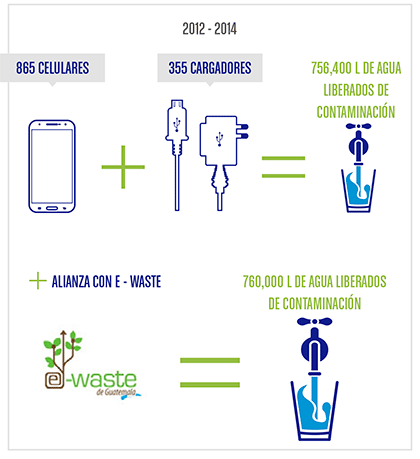 2012 - 2014
865 CELULARES
355 CARGADORES
756,400 L DE AGUA
LIBERADOS DE
CONTAMINACIÓN
+ ALIANZA CON E - WASTE
760,000 L DE AGUA LIBERADOS
DE CONTAMINACIÓN
e-waste
de Guatemala